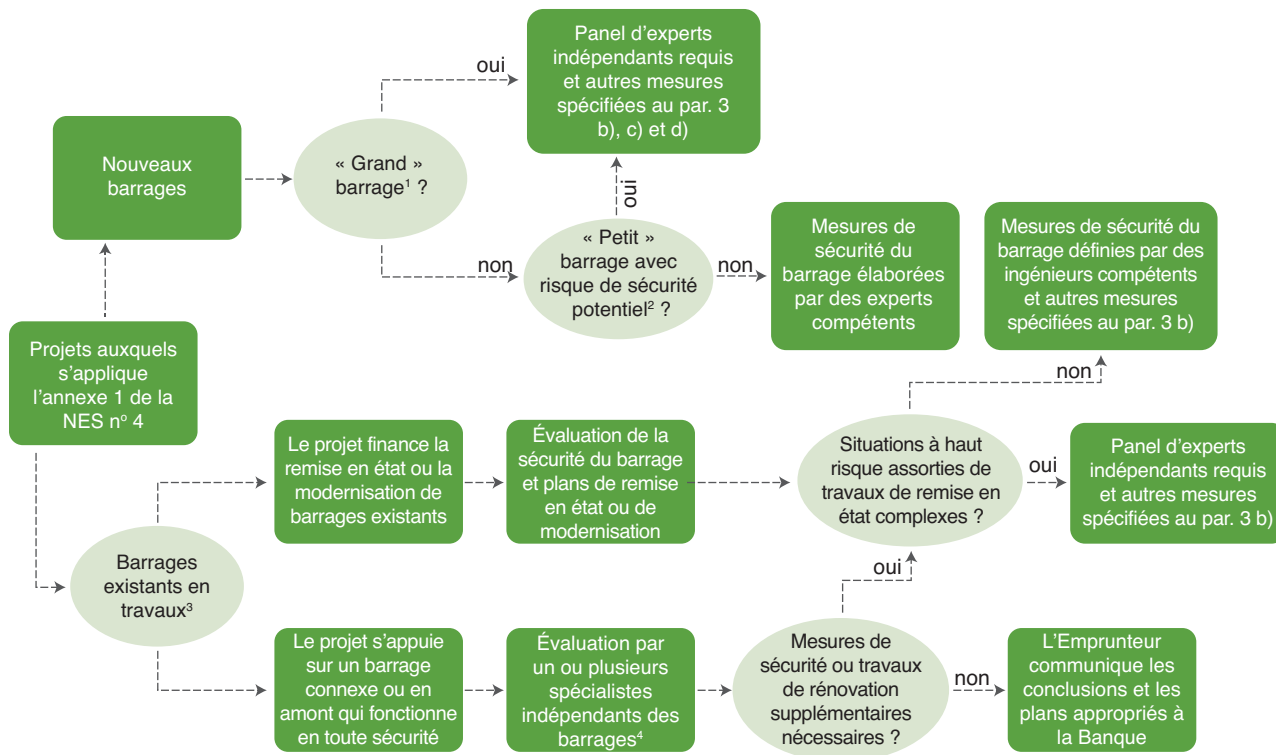 Panel d’experts
indépendants requis
et autres mesures
spécifiées au par. 3
b), c) et d)
oui
Nouveaux
barrages
« Grand »
barrage¹ ?
oui
non
« Petit »
barrage avec
risque de sécurité
potentiel² ?
non
Mesures de
sécurité du
barrage élaborées
par des experts
compétents
Mesures de sécurité du
barrage définies par des
ingénieurs compétents
et autres mesures
spécifiées au par. 3 b)
non
Projets auxquels
s’applique
l’annexe 1 de la
NES nº 4
Le projet finance la
remise en état ou la
modernisation de
barrages existants
Évaluation de la
sécurité du barrage
et plans de remise
en état ou de
modernisation
Situations à haut
risque assorties de
travaux de remise en
état complexes ?
oui
Panel d’experts
indépendants requis
et autres mesures
spécifiées au par. 3 b)
Barrages
existants en
travaux³
oui
Le projet s’appuie
sur un barrage
connexe ou en
amont qui fonctionne
en toute sécurité
Évaluation par
un ou plusieurs
spécialistes
indépendants des
barrages⁴
Mesures de
sécurité ou travaux
de rénovation
supplémentaires
nécessaires ?
non
L’Emprunteur
communique les
conclusions et les
plans appropriés à
la Banque